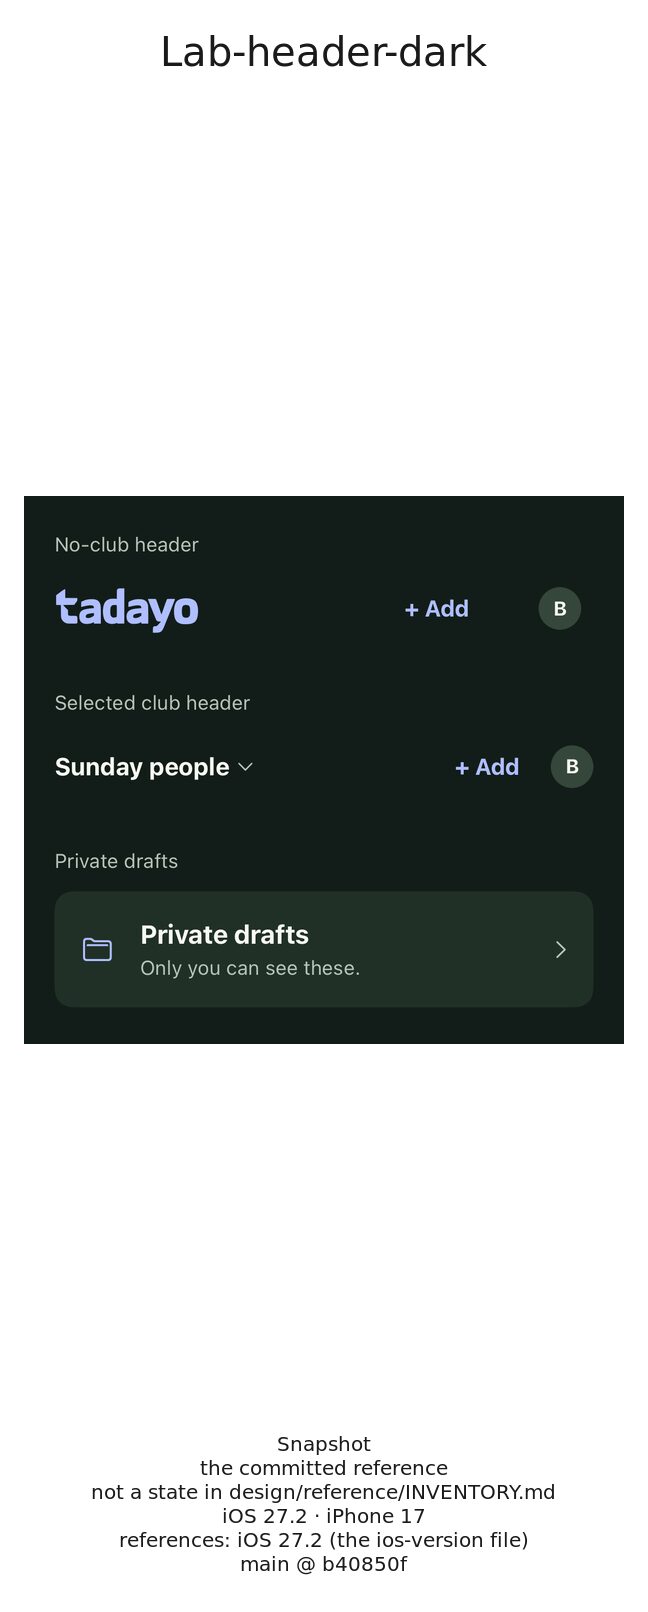 Lab-header-dark
No-club header
tadayo
+ Add
B
Selected club header
Sunday people
+ Add
B
Private drafts
Private drafts
Only you can see these.
Snapshot
the committed reference
not a state in design/reference/INVENTORY.md
iOS 27.2 · iPhone 17
references: iOS 27.2 (the ios-version file)
main @ b40850f